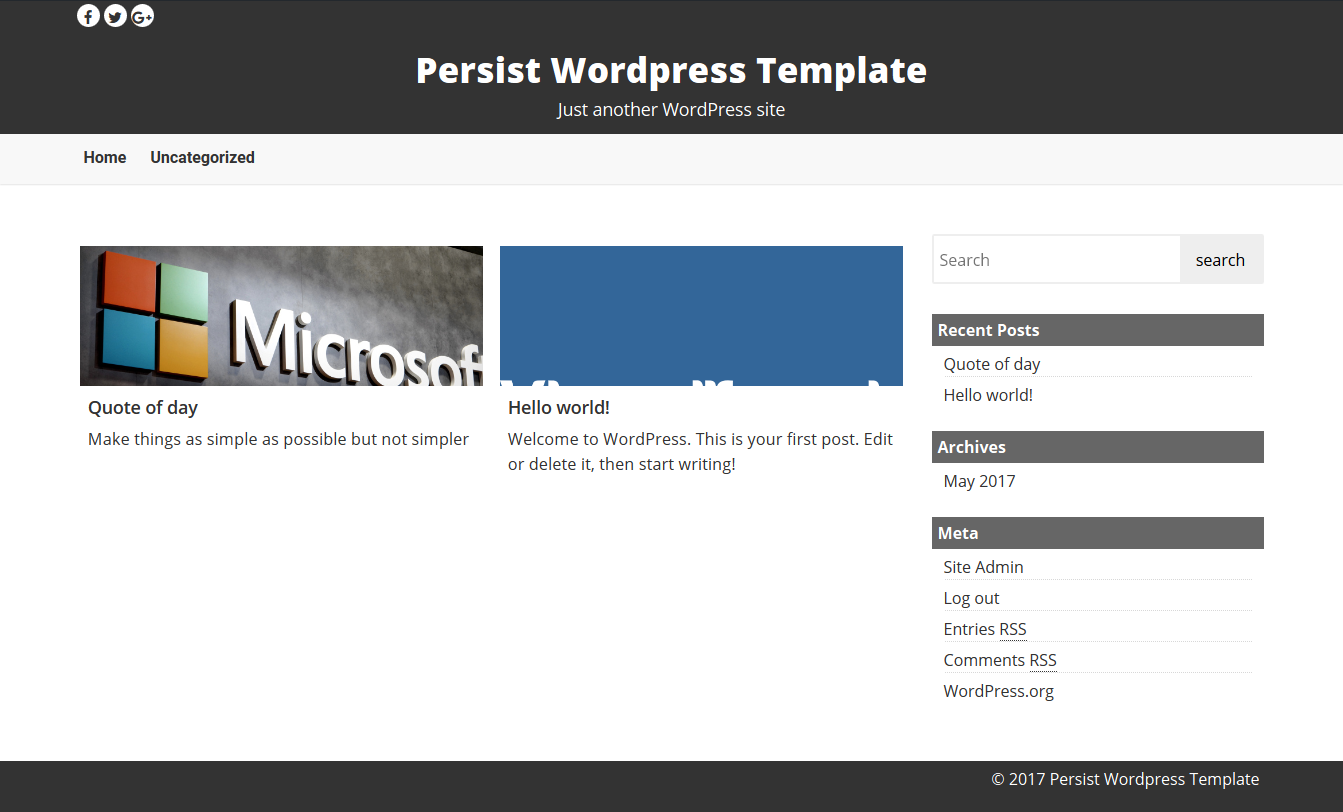 Persist Wordpress Template
Just another WordPress site
Home Uncategorized
Microsoft
Quote of day
Make things as simple as possible but not simpler
Hello world!
Welcome to WordPress. This is your first post. Edit
or delete it, then start writing!
Search search
Recent Posts
Quote of day
Hello world!
Archives
May 2017
Meta
Site Admin
Log out
Entries RSS
Comments RSS
WordPress.org
© 2017 Persist Wordpress Template